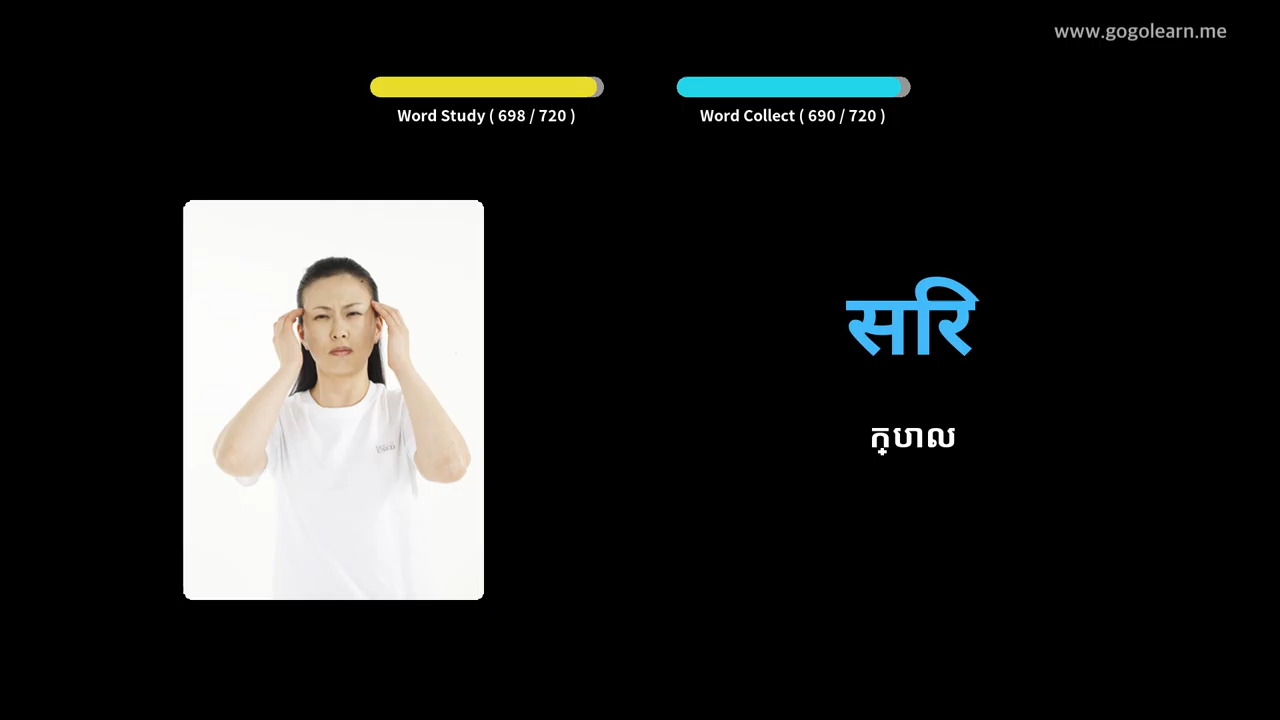 www.gogolearn.me
Word Study ( 698 / 720 )
Word Collect ( 690 / 720 )
सरि
ក្បាល